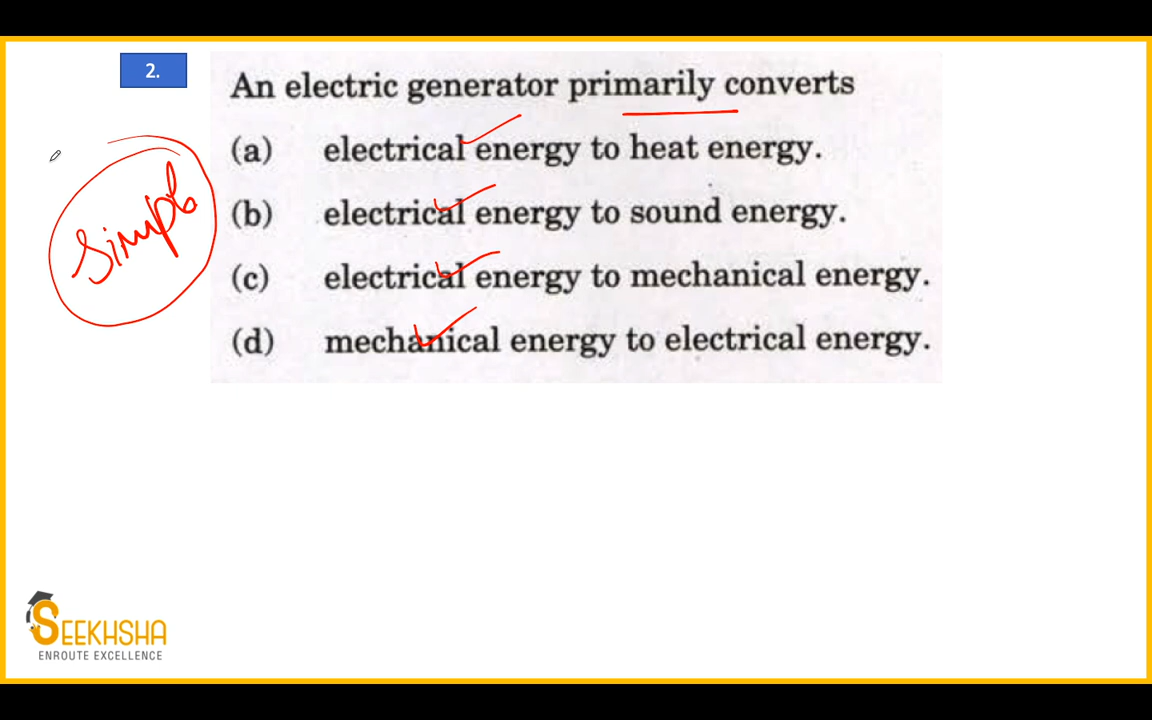 2.
An electric generator primarily converts
(a) electrical energy to heat energy.
(b) electrical energy to sound energy.
(c) electrical energy to mechanical energy.
(d) mechanical energy to electrical energy.
Simple
SEEKHSHA
ENROUTE EXCELLENCE